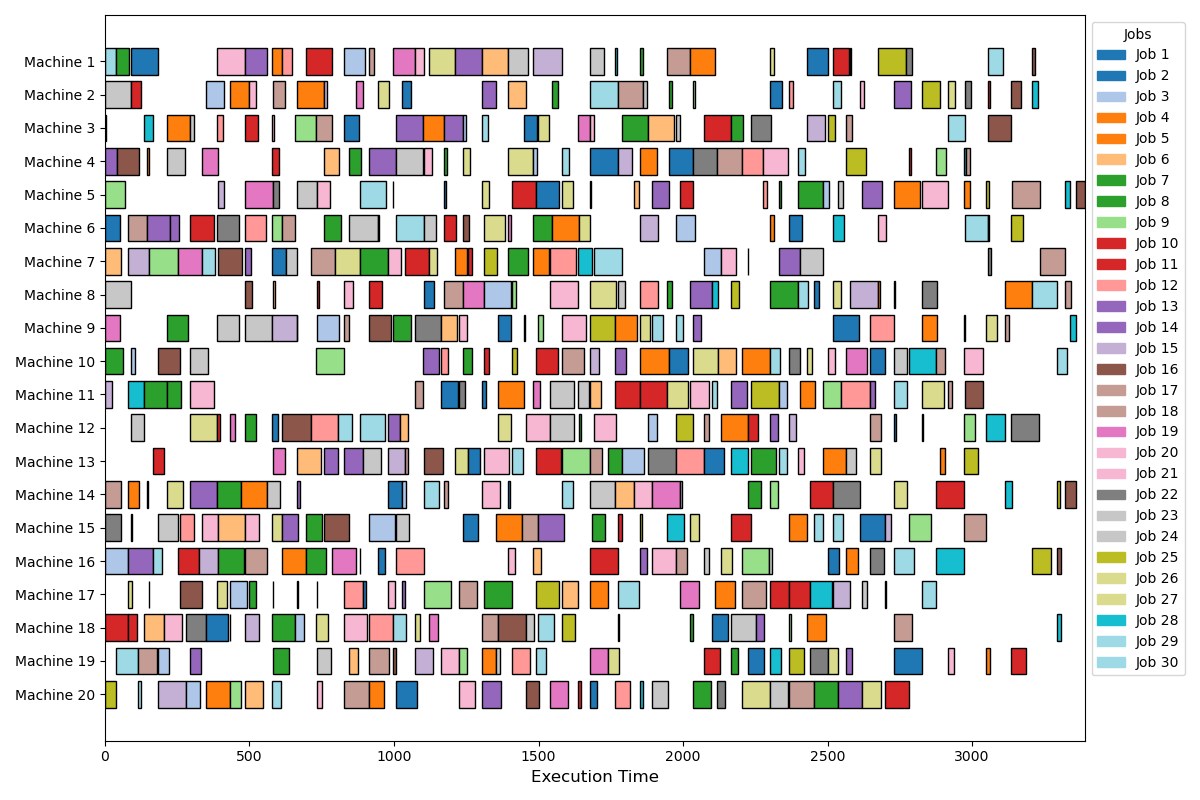 Machine 1
Machine 2
Machine 3
Machine 4
Machine 5
Machine 6
Machine 7
Machine 8
Machine 9
Machine 10
Machine 11
Machine 12
Machine 13
Machine 14
Machine 15
Machine 16
Machine 17
Machine 18
Machine 19
Machine 20
0 500 1000 1500 2000 2500 3000
Execution Time
Jobs
Job 1
Job 2
Job 3
Job 4
Job 5
Job 6
Job 7
Job 8
Job 9
Job 10
Job 11
Job 12
Job 13
Job 14
Job 15
Job 16
Job 17
Job 18
Job 19
Job 20
Job 21
Job 22
Job 23
Job 24
Job 25
Job 26
Job 27
Job 28
Job 29
Job 30